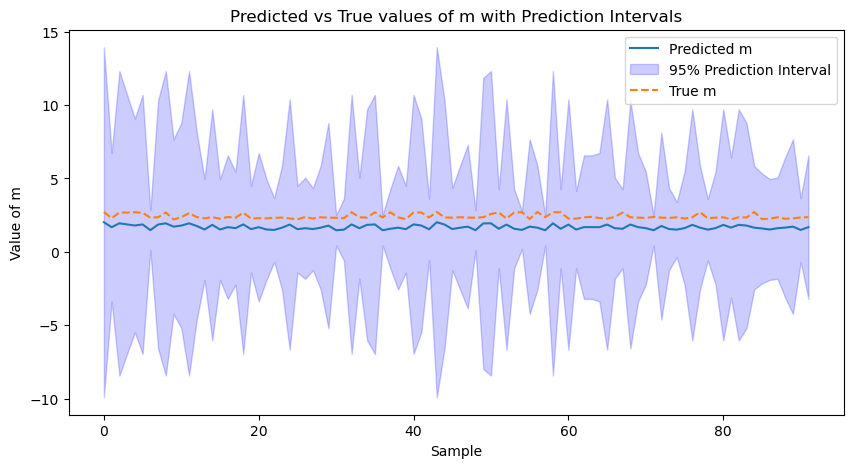 Predicted vs True values of m with Prediction Intervals
Predicted m
95% Prediction Interval
True m
Value of m
15
10
5
0
−5
−10
0
20
40
60
80
Sample